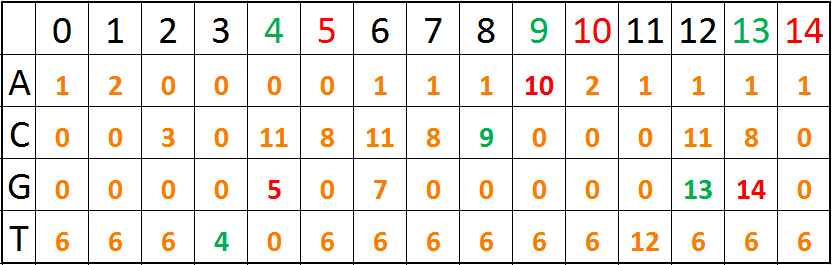 0 1 2 3 4 5 6 7 8 9 10 11 12 13 14
A 1 2 0 0 0 0 1 1 1 10 2 1 1 1 1
C 0 0 3 0 11 8 11 8 9 0 0 0 11 8 0
G 0 0 0 0 5 0 7 0 0 0 0 0 13 14 0
T 6 6 6 4 0 6 6 6 6 6 6 12 6 6 6